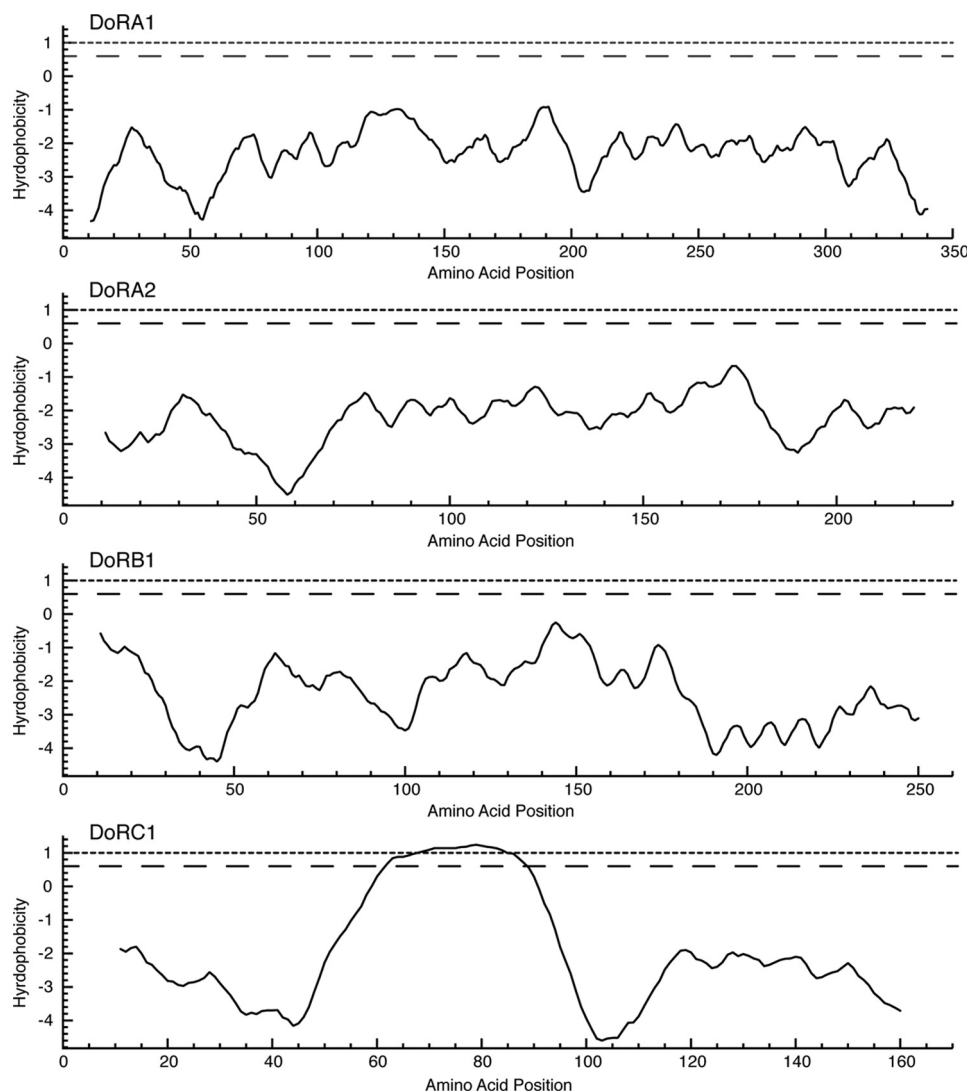 DoRA1
Hyrdophobicity
1
0
-1
-2
-3
-4
0 50 100 150 200 250 300 350
Amino Acid Position
DoRA2
Hyrdophobicity
1
0
-1
-2
-3
-4
0 50 100 150 200
Amino Acid Position
DoRB1
Hyrdophobicity
1
0
-1
-2
-3
-4
0 50 100 150 200 250
Amino Acid Position
DoRC1
Hyrdophobicity
1
0
-1
-2
-3
-4
0 20 40 60 80 100 120 140 160
Amino Acid Position